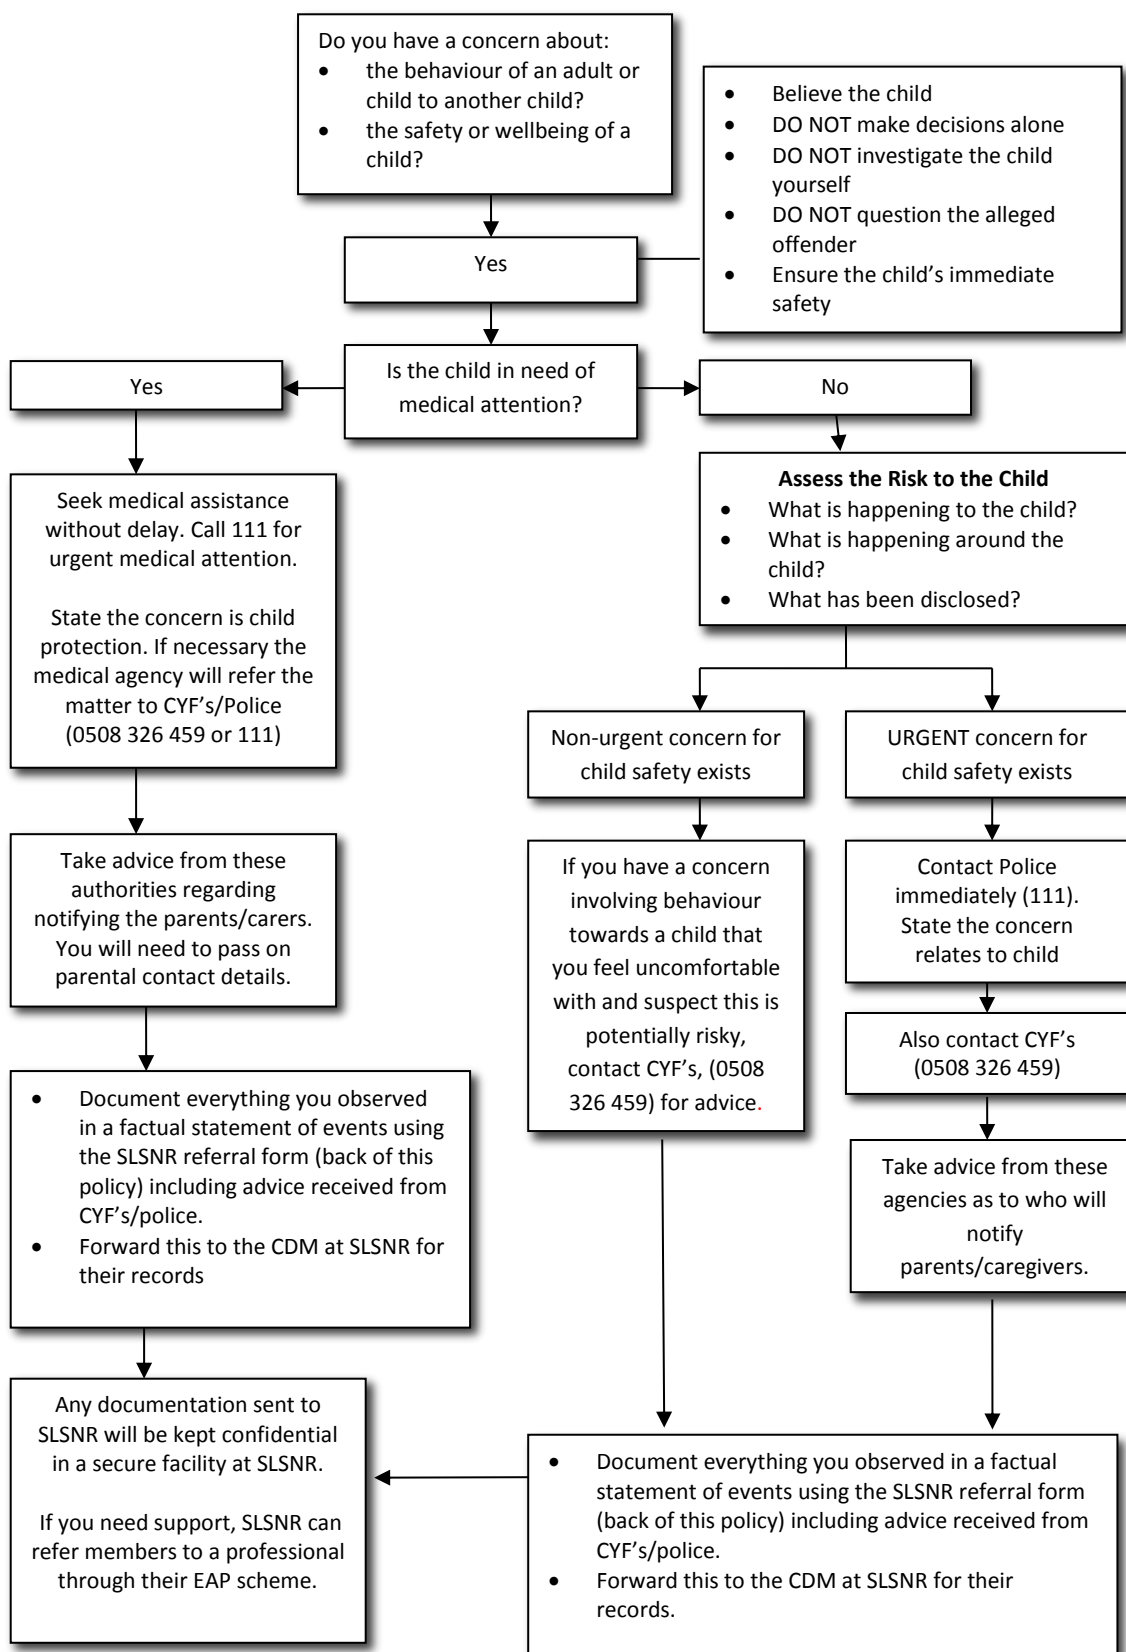 Do you have a concern about:
• the behaviour of an adult or
child to another child?
• the safety or wellbeing of a
child?
• Believe the child
• DO NOT make decisions alone
• DO NOT investigate the child
yourself
• DO NOT question the alleged
offender
• Ensure the child’s immediate
safety
Yes
Is the child in need of
medical attention?
Yes
No
Seek medical assistance
without delay. Call 111 for
urgent medical attention.
State the concern is child
protection. If necessary the
medical agency will refer the
matter to CYF’s/Police
(0508 326 459 or 111)
Assess the Risk to the Child
• What is happening to the child?
• What is happening around the
child?
• What has been disclosed?
Non-urgent concern for
child safety exists
URGENT concern for
child safety exists
Take advice from these
authorities regarding
notifying the parents/carers.
You will need to pass on
parental contact details.
If you have a concern
involving behaviour
towards a child that
you feel uncomfortable
with and suspect this is
potentially risky,
contact CYF’s, (0508
326 459) for advice.
Contact Police
immediately (111).
State the concern
relates to child
Also contact CYF’s
(0508 326 459)
Take advice from these
agencies as to who will
notify
parents/caregivers.
• Document everything you observed
in a factual statement of events using
the SLSNR referral form (back of this
policy) including advice received from
CYF’s/police.
• Forward this to the CDM at SLSNR for
their records
Any documentation sent to
SLSNR will be kept confidential
in a secure facility at SLSNR.
If you need support, SLSNR can
refer members to a professional
through their EAP scheme.
• Document everything you observed in a factual
statement of events using the SLSNR referral form
(back of this policy) including advice received from
CYF’s/police.
• Forward this to the CDM at SLSNR for their
records.